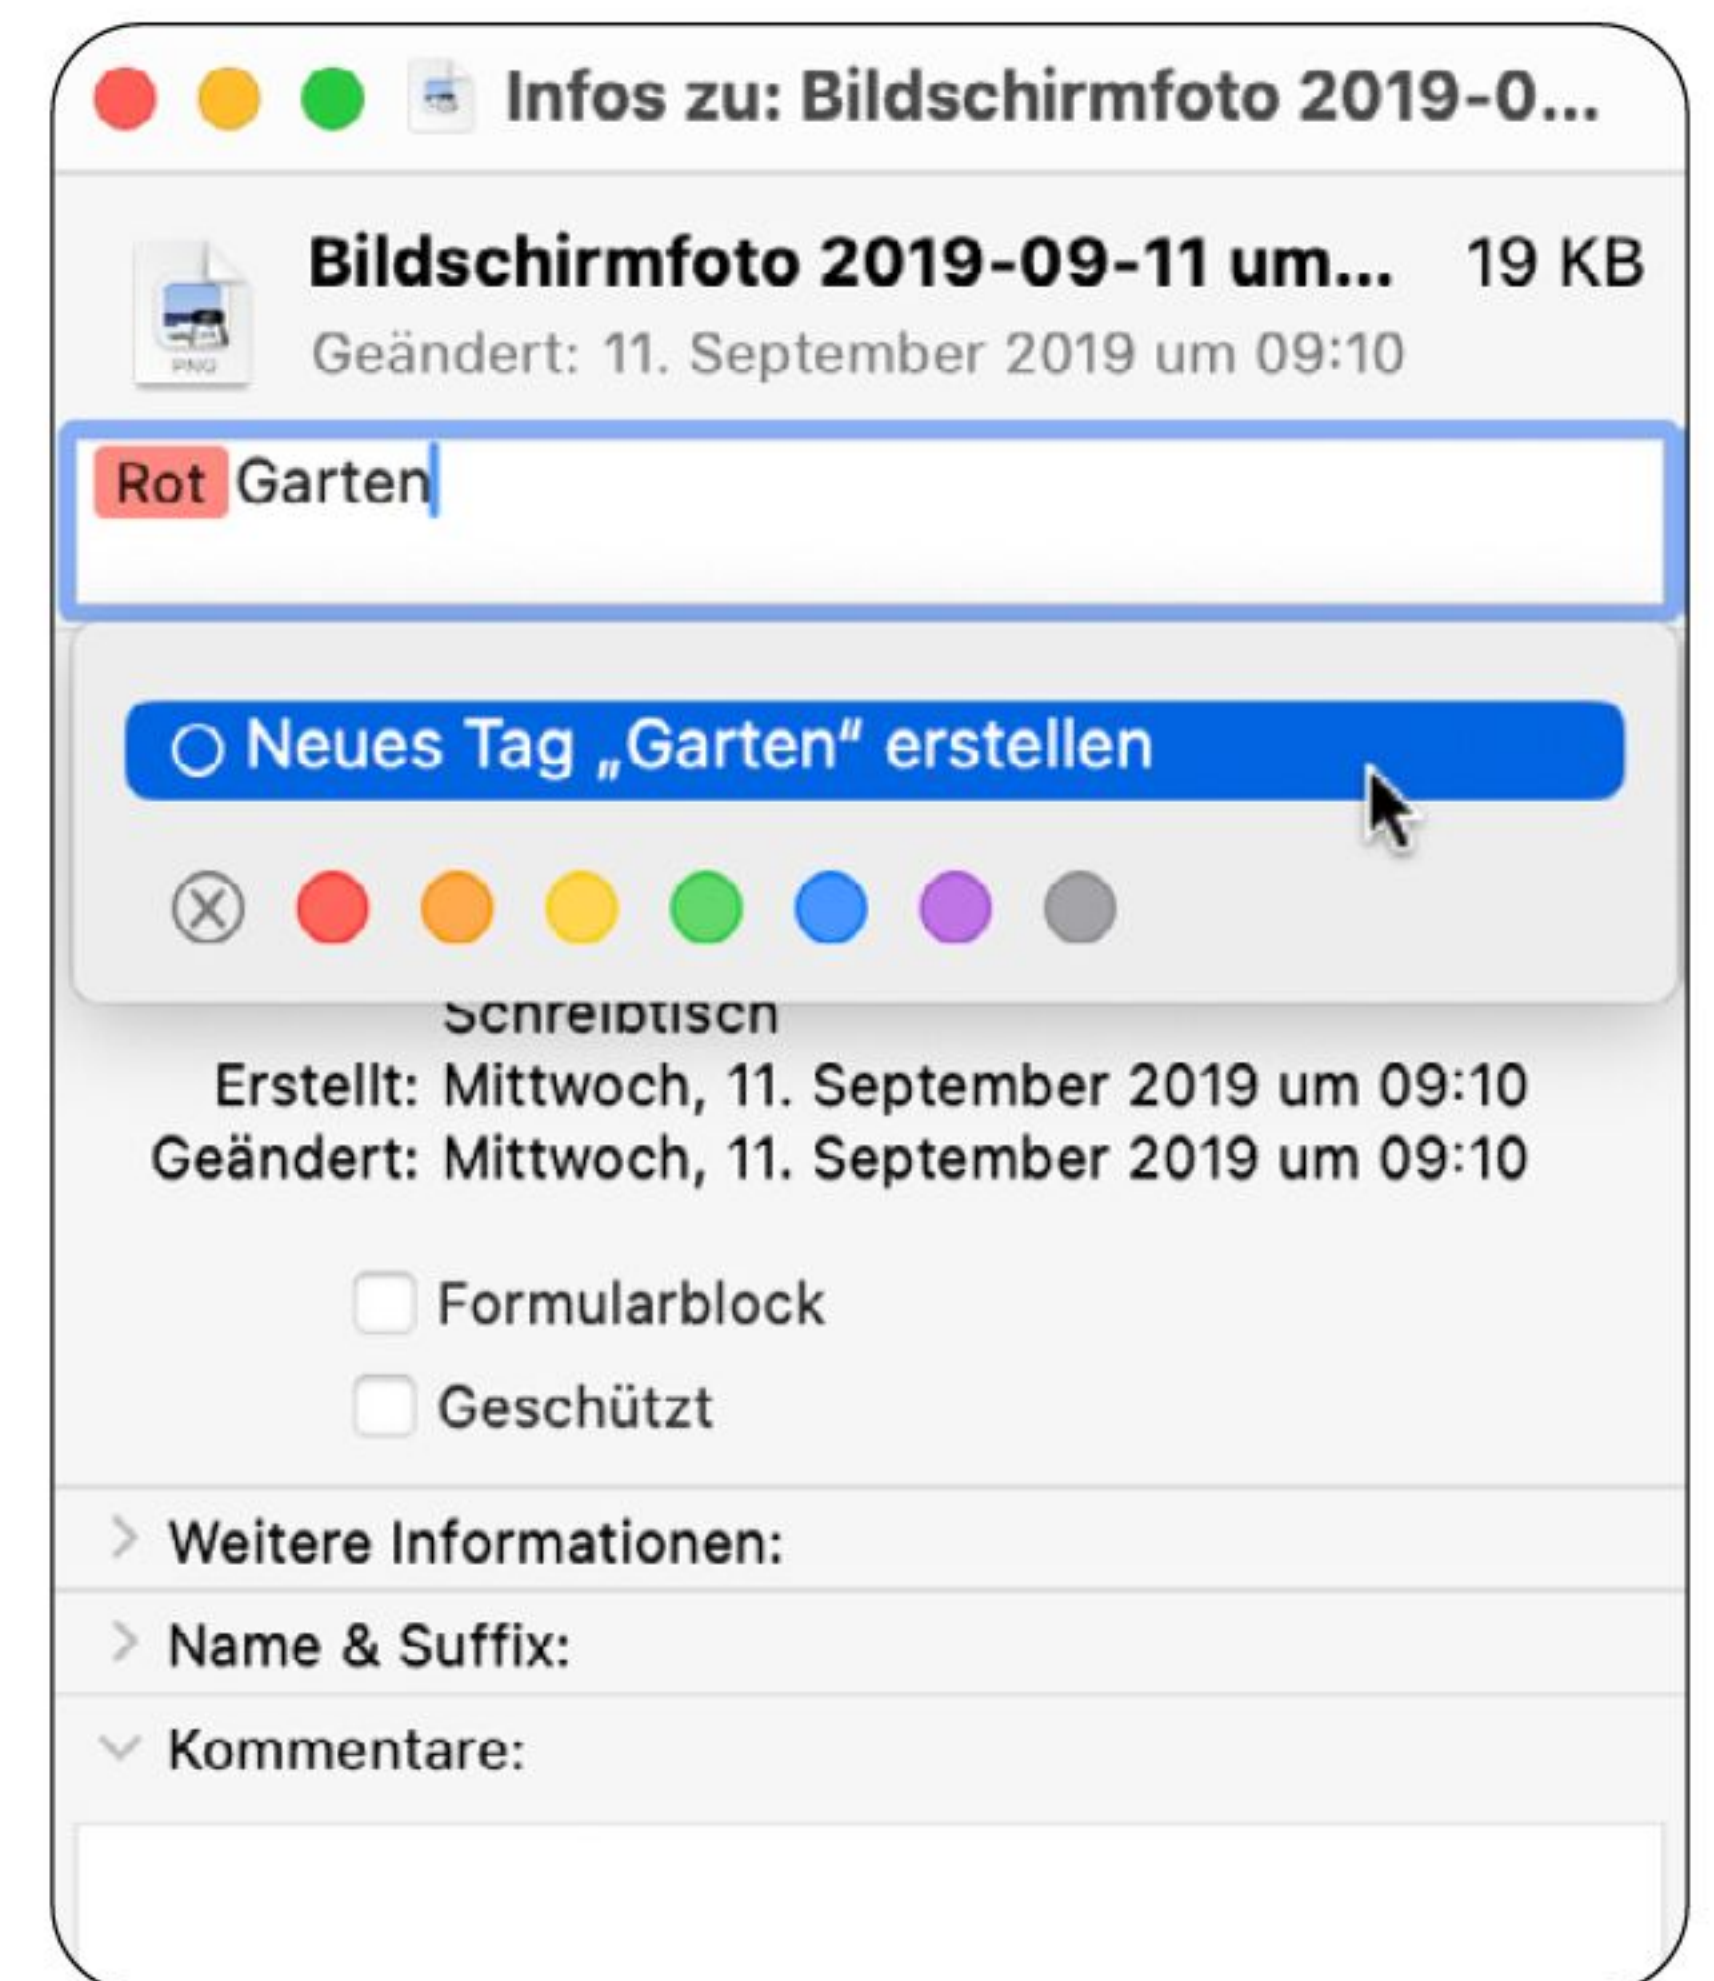 Infos zu: Bildschirmfoto 2019-0...
Bildschirmfoto 2019-09-11 um... 19 KB
Geändert: 11. September 2019 um 09:10
PNG
Rot Garten
Neues Tag „Garten“ erstellen
Schreibtisch
Erstellt: Mittwoch, 11. September 2019 um 09:10
Geändert: Mittwoch, 11. September 2019 um 09:10
Formularblock
Geschützt
Weitere Informationen:
Name & Suffix:
Kommentare: